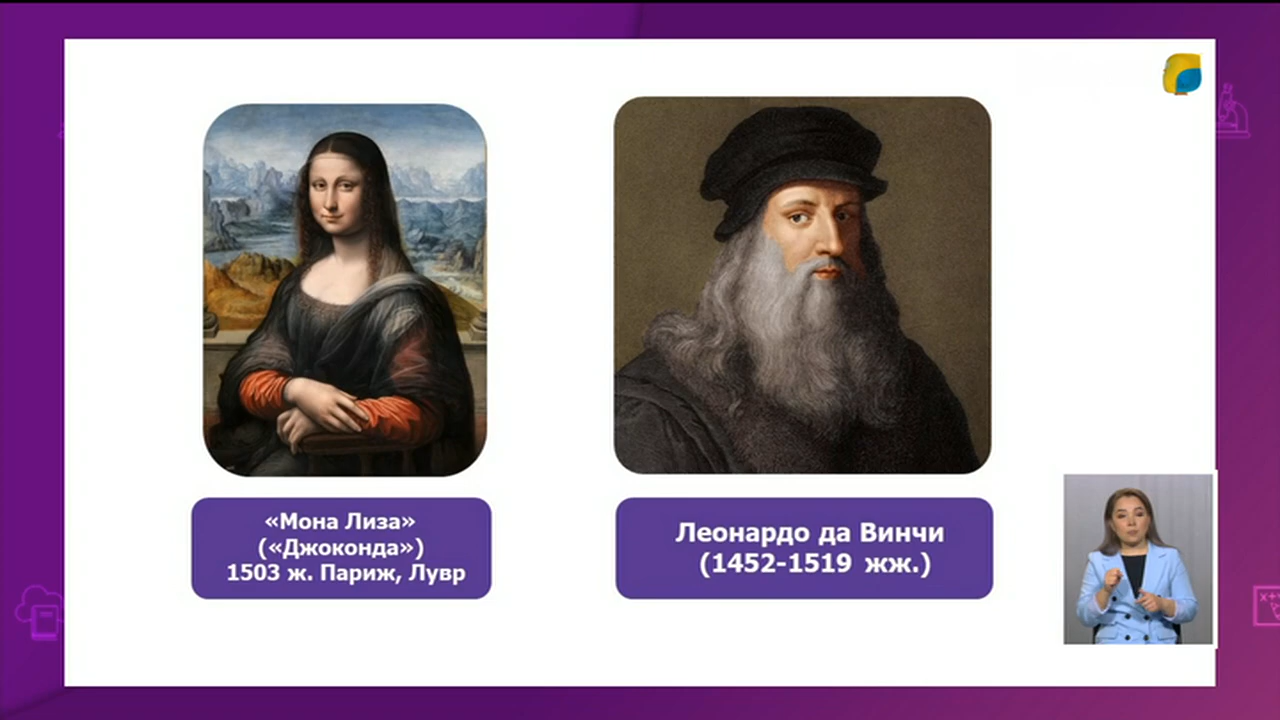 «Мона Лиза»
(«Джоконда»)
1503 ж. Париж, Лувр
Леонардо да Винчи
(1452-1519 жж.)